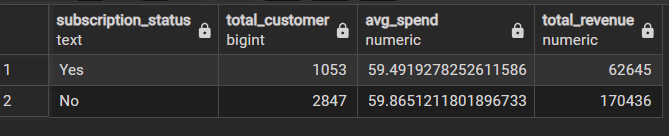 subscription_status total_customer avg_spend total_revenue
text bigint numeric numeric
1 Yes 1053 59.4919278252611586 62645
2 No 2847 59.8651211801896733 170436